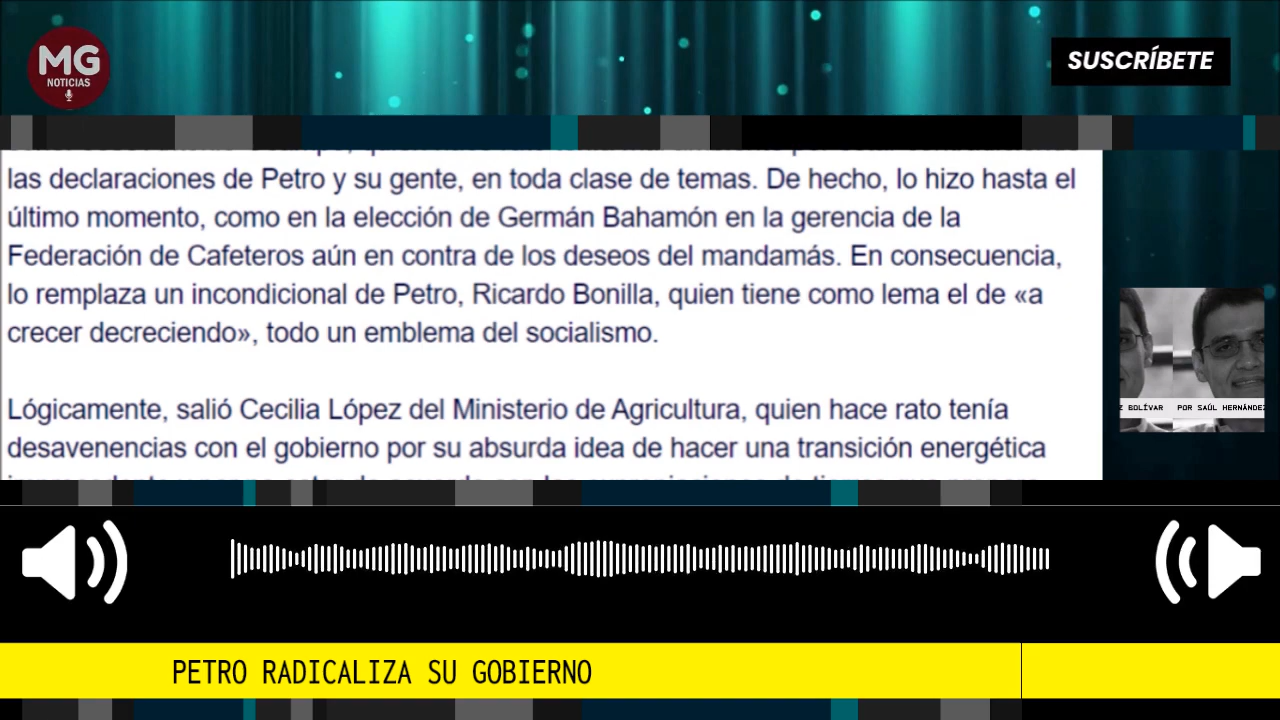 MG
NOTICIAS
SUSCRÍBETE
las declaraciones de Petro y su gente, en toda clase de temas. De hecho, lo hizo hasta el
último momento, como en la elección de Germán Bahamón en la gerencia de la
Federación de Cafeteros aún en contra de los deseos del mandamás. En consecuencia,
lo remplaza un incondicional de Petro, Ricardo Bonilla, quien tiene como lema el de «a
crecer decreciendo», todo un emblema del socialismo.
Lógicamente, salió Cecilia López del Ministerio de Agricultura, quien hace rato tenía
desavenencias con el gobierno por su absurda idea de hacer una transición energética
Z BOLÍVAR POR SAÚL HERNÁNDEZ
PETRO RADICALIZA SU GOBIERNO